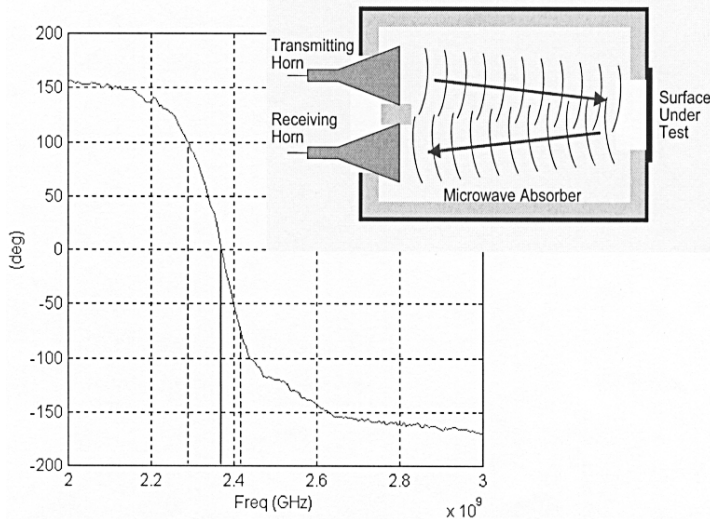 Transmitting
Horn
Receiving
Horn
Surface
Under
Test
Microwave Absorber
200
150
100
50
0
-50
-100
-150
-200
(deg)
2
2.2
2.4
2.6
2.8
3
Freq (GHz)
x 10⁹